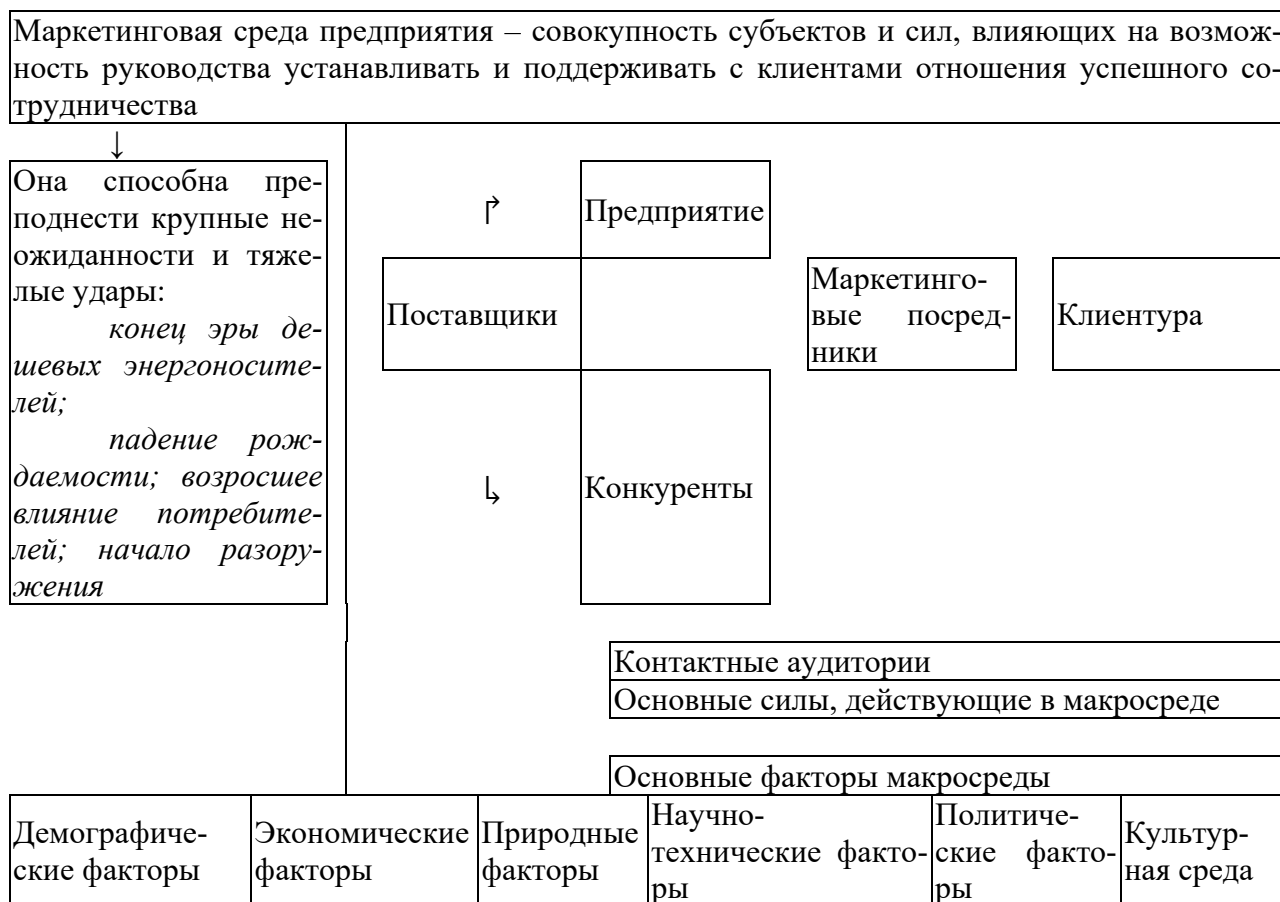 Маркетинговая среда предприятия – совокупность субъектов и сил, влияющих на возмож-
ность руководства устанавливать и поддерживать с клиентами отношения успешного со-
трудничества
↓
Она способна пре-
поднести крупные не-
ожиданности и тяже-
лые удары:
конец эры де-
шевых энергоносите-
лей;
падение рож-
даемости; возросшее
влияние потребите-
лей; начало разору-
жения
↱
Предприятие
Поставщики
Маркетинго-
вые посред-
ники
Клиентура
↳
Конкуренты
Контактные аудитории
Основные силы, действующие в макросреде
Основные факторы макросреды
Демографиче-
ские факторы
Экономические
факторы
Природные
факторы
Научно-
технические факто-
ры
Политиче-
ские факто-
ры
Культур-
ная среда